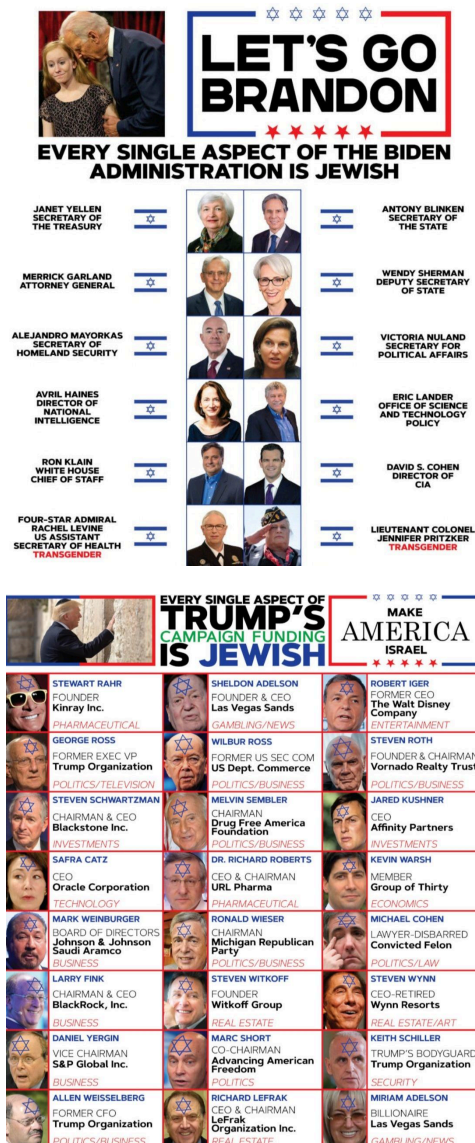 LET'S GO
BRANDON
EVERY SINGLE ASPECT OF THE BIDEN
ADMINISTRATION IS JEWISH
JANET YELLEN
SECRETARY OF
THE TREASURY
ANTONY BLINKEN
SECRETARY OF
THE STATE
MERRICK GARLAND
ATTORNEY GENERAL
WENDY SHERMAN
DEPUTY SECRETARY
OF STATE
ALEJANDRO MAYORKAS
SECRETARY OF
HOMELAND SECURITY
VICTORIA NULAND
SECRETARY FOR
POLITICAL AFFAIRS
AVRIL HAINES
DIRECTOR OF
NATIONAL
INTELLIGENCE
ERIC LANDER
OFFICE OF SCIENCE
AND TECHNOLOGY
POLICY
RON KLAIN
WHITE HOUSE
CHIEF OF STAFF
DAVID S. COHEN
DIRECTOR OF
CIA
FOUR-STAR ADMIRAL
RACHEL LEVINE
US ASSISTANT
SECRETARY OF HEALTH
TRANSGENDER
LIEUTENANT COLONEL
JENNIFER PRITZKER
TRANSGENDER
EVERY SINGLE ASPECT OF
TRUMP'S
CAMPAIGN FUNDING
IS JEWISH
MAKE
AMERICA
ISRAEL
STEWART RAHR
FOUNDER
Kinray Inc.
PHARMACEUTICAL
SHELDON ADELSON
FOUNDER & CEO
Las Vegas Sands
GAMBLING/NEWS
ROBERT IGER
FORMER CEO
The Walt Disney
Company
ENTERTAINMENT
GEORGE ROSS
FORMER EXEC VP
Trump Organization
POLITICS/TELEVISION
WILBUR ROSS
FORMER US SEC COM
US Dept. Commerce
POLITICS/BUSINESS
STEVEN ROTH
FOUNDER & CHAIRMAN
Vornado Realty Trust
POLITICS/BUSINESS
STEVEN SCHWARTZMAN
CHAIRMAN & CEO
Blackstone Inc.
INVESTMENTS
MELVIN SEMBLER
CHAIRMAN
Drug Free America
Foundation
POLITICS/BUSINESS
JARED KUSHNER
CEO
Affinity Partners
INVESTMENTS
SAFRA CATZ
CEO
Oracle Corporation
TECHNOLOGY
DR. RICHARD ROBERTS
CEO & CHAIRMAN
URL Pharma
PHARMACEUTICAL
KEVIN WARSH
MEMBER
Group of Thirty
ECONOMICS
MARK WEINBURGER
BOARD OF DIRECTORS
Johnson & Johnson
Saudi Aramco
BUSINESS
RONALD WIESER
CHAIRMAN
Michigan Republican
Party
POLITICS/BUSINESS
MICHAEL COHEN
LAWYER-DISBARRED
Convicted Felon
POLITICS/LAW
LARRY FINK
CHAIRMAN & CEO
BlackRock, Inc.
BUSINESS
STEVEN WITKOFF
FOUNDER
Witkoff Group
REAL ESTATE
STEVEN WYNN
CEO-RETIRED
Wynn Resorts
REAL ESTATE/ART
DANIEL YERGIN
VICE CHAIRMAN
S&P Global Inc.
BUSINESS
MARC SHORT
CO-CHAIRMAN
Advancing American
Freedom
POLITICS
KEITH SCHILLER
TRUMP'S BODYGUARD
Trump Organization
SECURITY
ALLEN WEISSELBERG
FORMER CFO
Trump Organization
POLITICS/BUSINESS
RICHARD LEFRAK
CEO & CHAIRMAN
LeFrak
Organization Inc.
REAL ESTATE
MIRIAM ADELSON
BILLIONAIRE
Las Vegas Sands
GAMBLING/NEWS